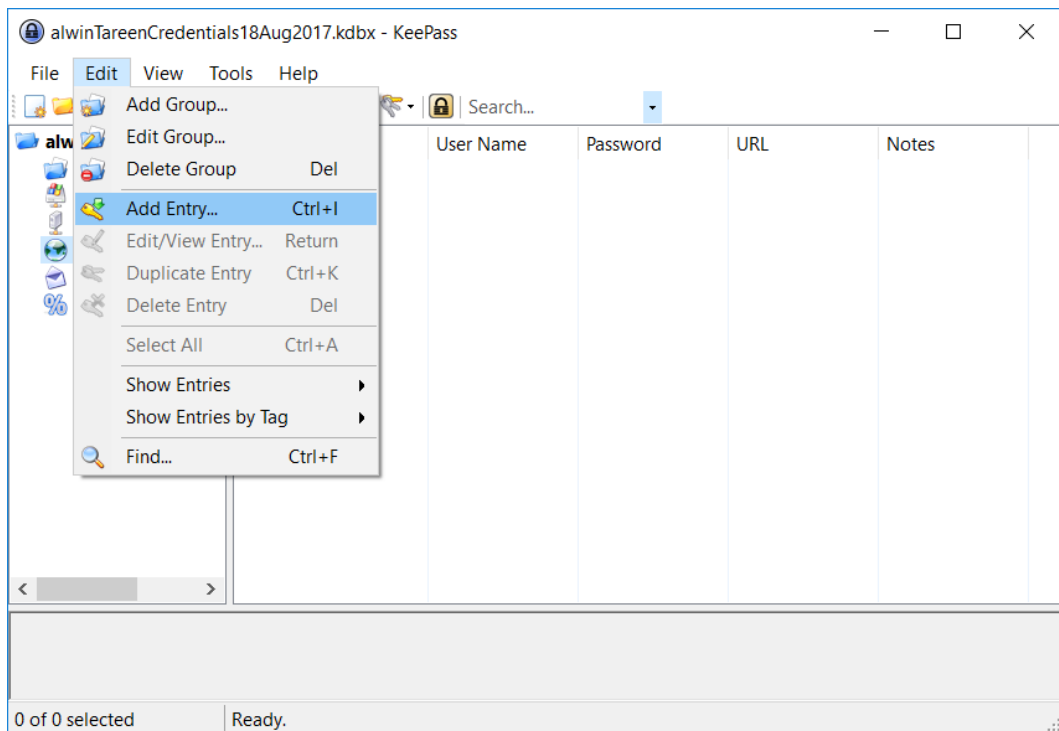 alwinTareenCredentials18Aug2017.kdbx - KeePass
File Edit View Tools Help
Search...
alw
User Name Password URL Notes
Add Group...
Edit Group...
Delete Group Del
Add Entry... Ctrl+I
Edit/View Entry... Return
Duplicate Entry Ctrl+K
Delete Entry Del
Select All Ctrl+A
Show Entries
Show Entries by Tag
Find... Ctrl+F
0 of 0 selected Ready.